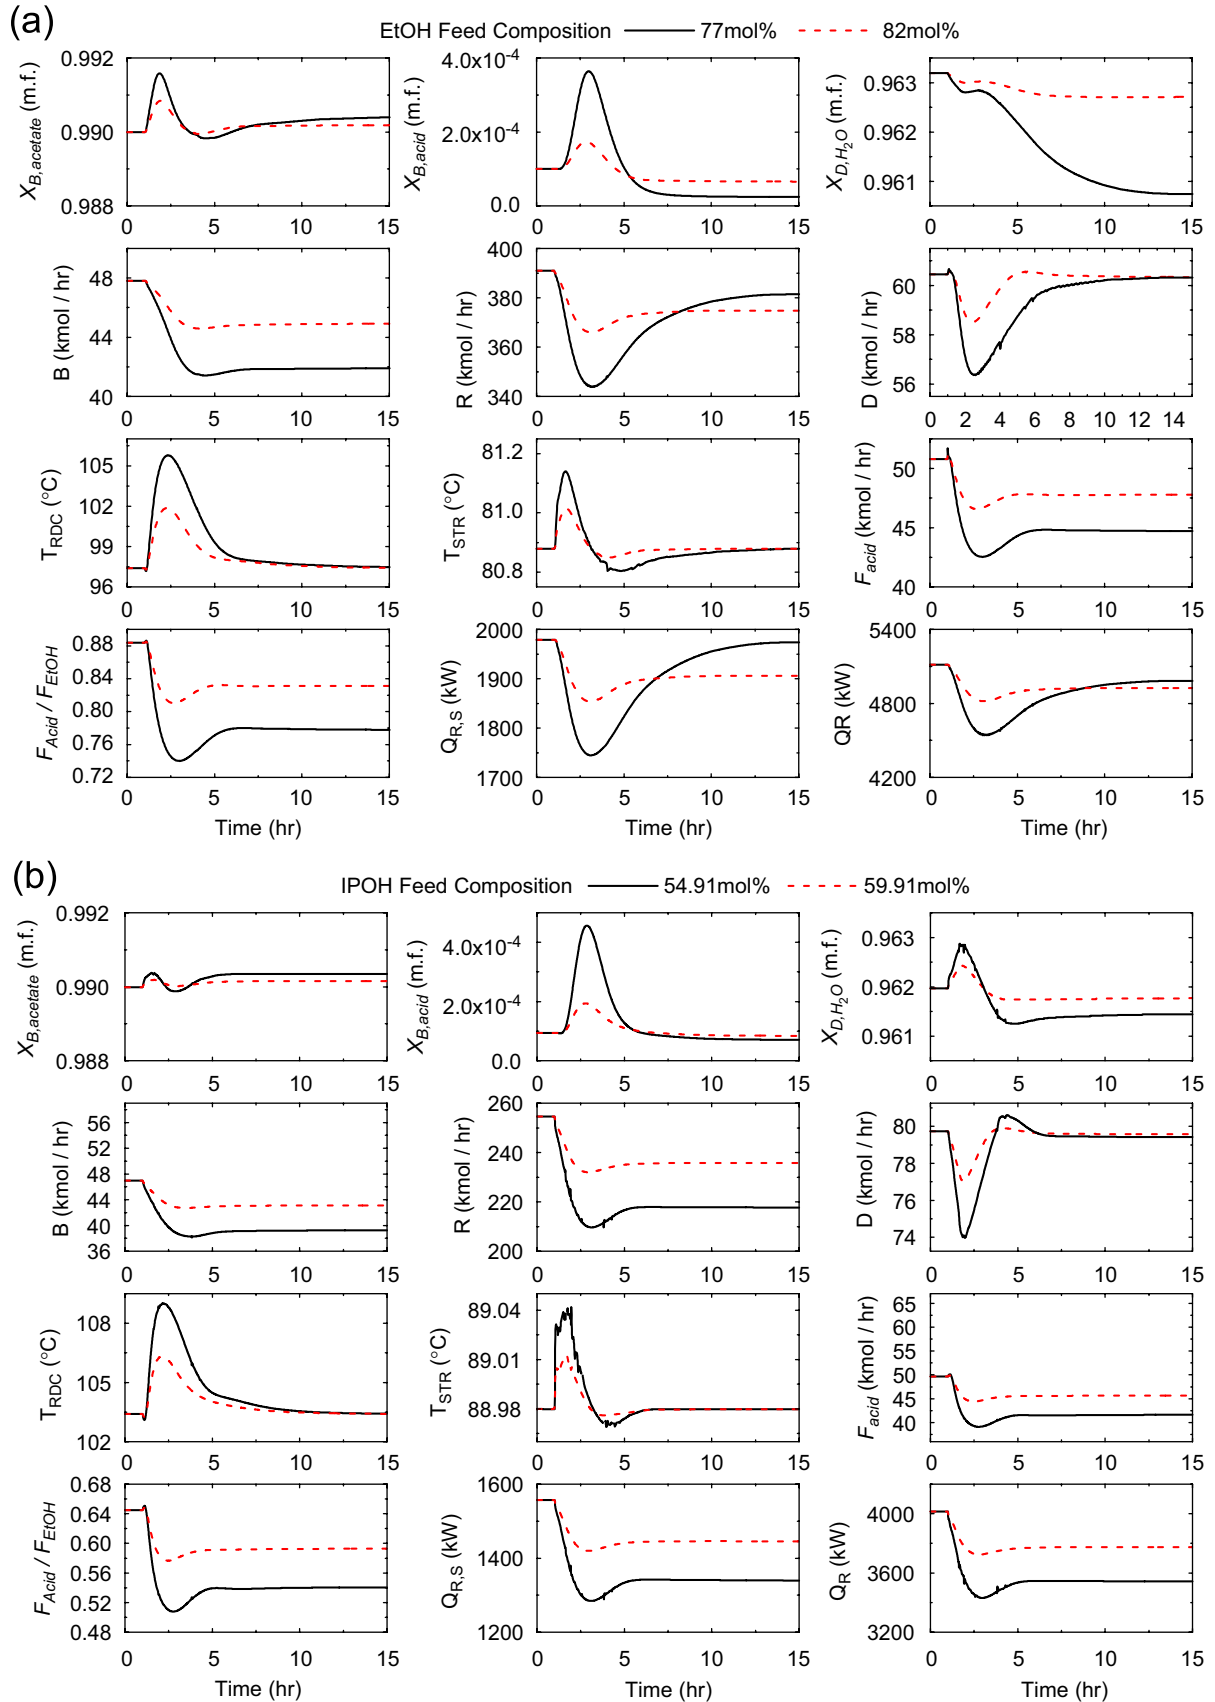 (a)
EtOH Feed Composition 77mol% 82mol%
X_B,acetate (m.f.)
0.992
0.990
0.988
0 5 10 15
X_B,acid (m.f.)
4.0x10^-4
2.0x10^-4
0.0
0 5 10 15
X_D,H2O (m.f.)
0.963
0.962
0.961
0 5 10 15
B (kmol / hr)
48
44
40
0 5 10 15
R (kmol / hr)
400
380
360
340
0 5 10 15
D (kmol / hr)
60
58
56
0 2 4 6 8 10 12 14
T_RDC (°C)
105
102
99
96
0 5 10 15
T_STR (°C)
81.2
81.0
80.8
0 5 10 15
F_acid (kmol / hr)
50
45
40
0 5 10 15
F_Acid / F_EtOH
0.88
0.84
0.80
0.76
0.72
0 5 10 15
Time (hr)
Q_R,S (kW)
2000
1900
1800
1700
0 5 10 15
Time (hr)
QR (kW)
5400
4800
4200
0 5 10 15
Time (hr)
(b)
IPOH Feed Composition 54.91mol% 59.91mol%
X_B,acetate (m.f.)
0.992
0.990
0.988
0 5 10 15
X_B,acid (m.f.)
4.0x10^-4
2.0x10^-4
0.0
0 5 10 15
X_D,H2O (m.f.)
0.963
0.962
0.961
0 5 10 15
B (kmol / hr)
56
52
48
44
40
36
0 5 10 15
R (kmol / hr)
260
240
220
200
0 5 10 15
D (kmol / hr)
80
78
76
74
0 5 10 15
T_RDC (°C)
108
105
102
0 5 10 15
T_STR (°C)
89.04
89.01
88.98
0 5 10 15
F_acid (kmol / hr)
65
60
55
50
45
40
0 5 10 15
F_Acid / F_EtOH
0.68
0.64
0.60
0.56
0.52
0.48
0 5 10 15
Time (hr)
Q_R,S (kW)
1600
1400
1200
0 5 10 15
Time (hr)
Q_R (kW)
4000
3600
3200
0 5 10 15
Time (hr)